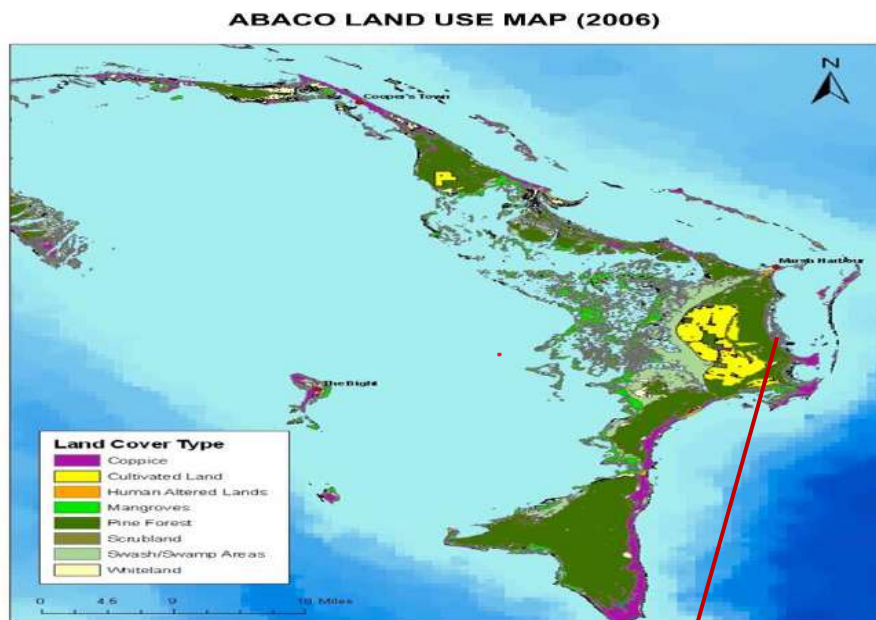 ABACO LAND USE MAP (2006)
N
Cooper's Town
Marsh Harbour
The Bight
Land Cover Type
Coppice
Cultivated Land
Human Altered Lands
Mangroves
Pine Forest
Scrubland
Swash/Swamp Areas
Whiteland
0 4.5 9 18 Miles